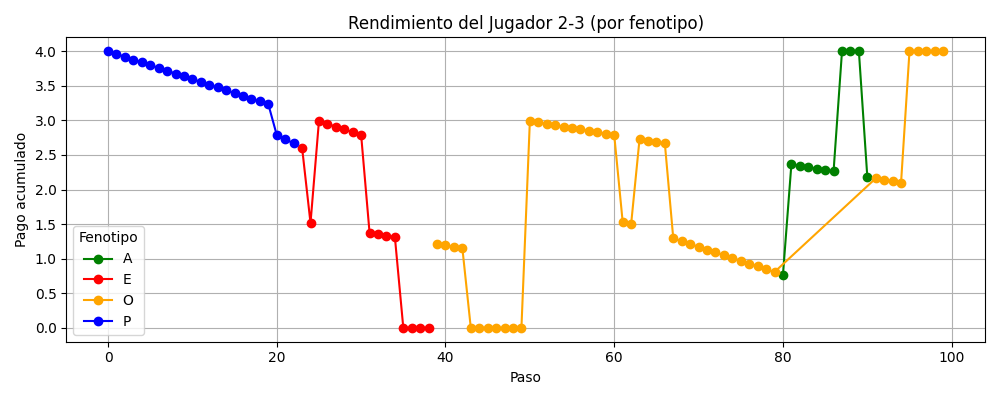 Rendimiento del Jugador 2-3 (por fenotipo)
Pago acumulado
4.0
3.5
3.0
2.5
2.0
1.5
1.0
0.5
0.0
Fenotipo
A
E
O
P
0 20 40 60 80 100
Paso